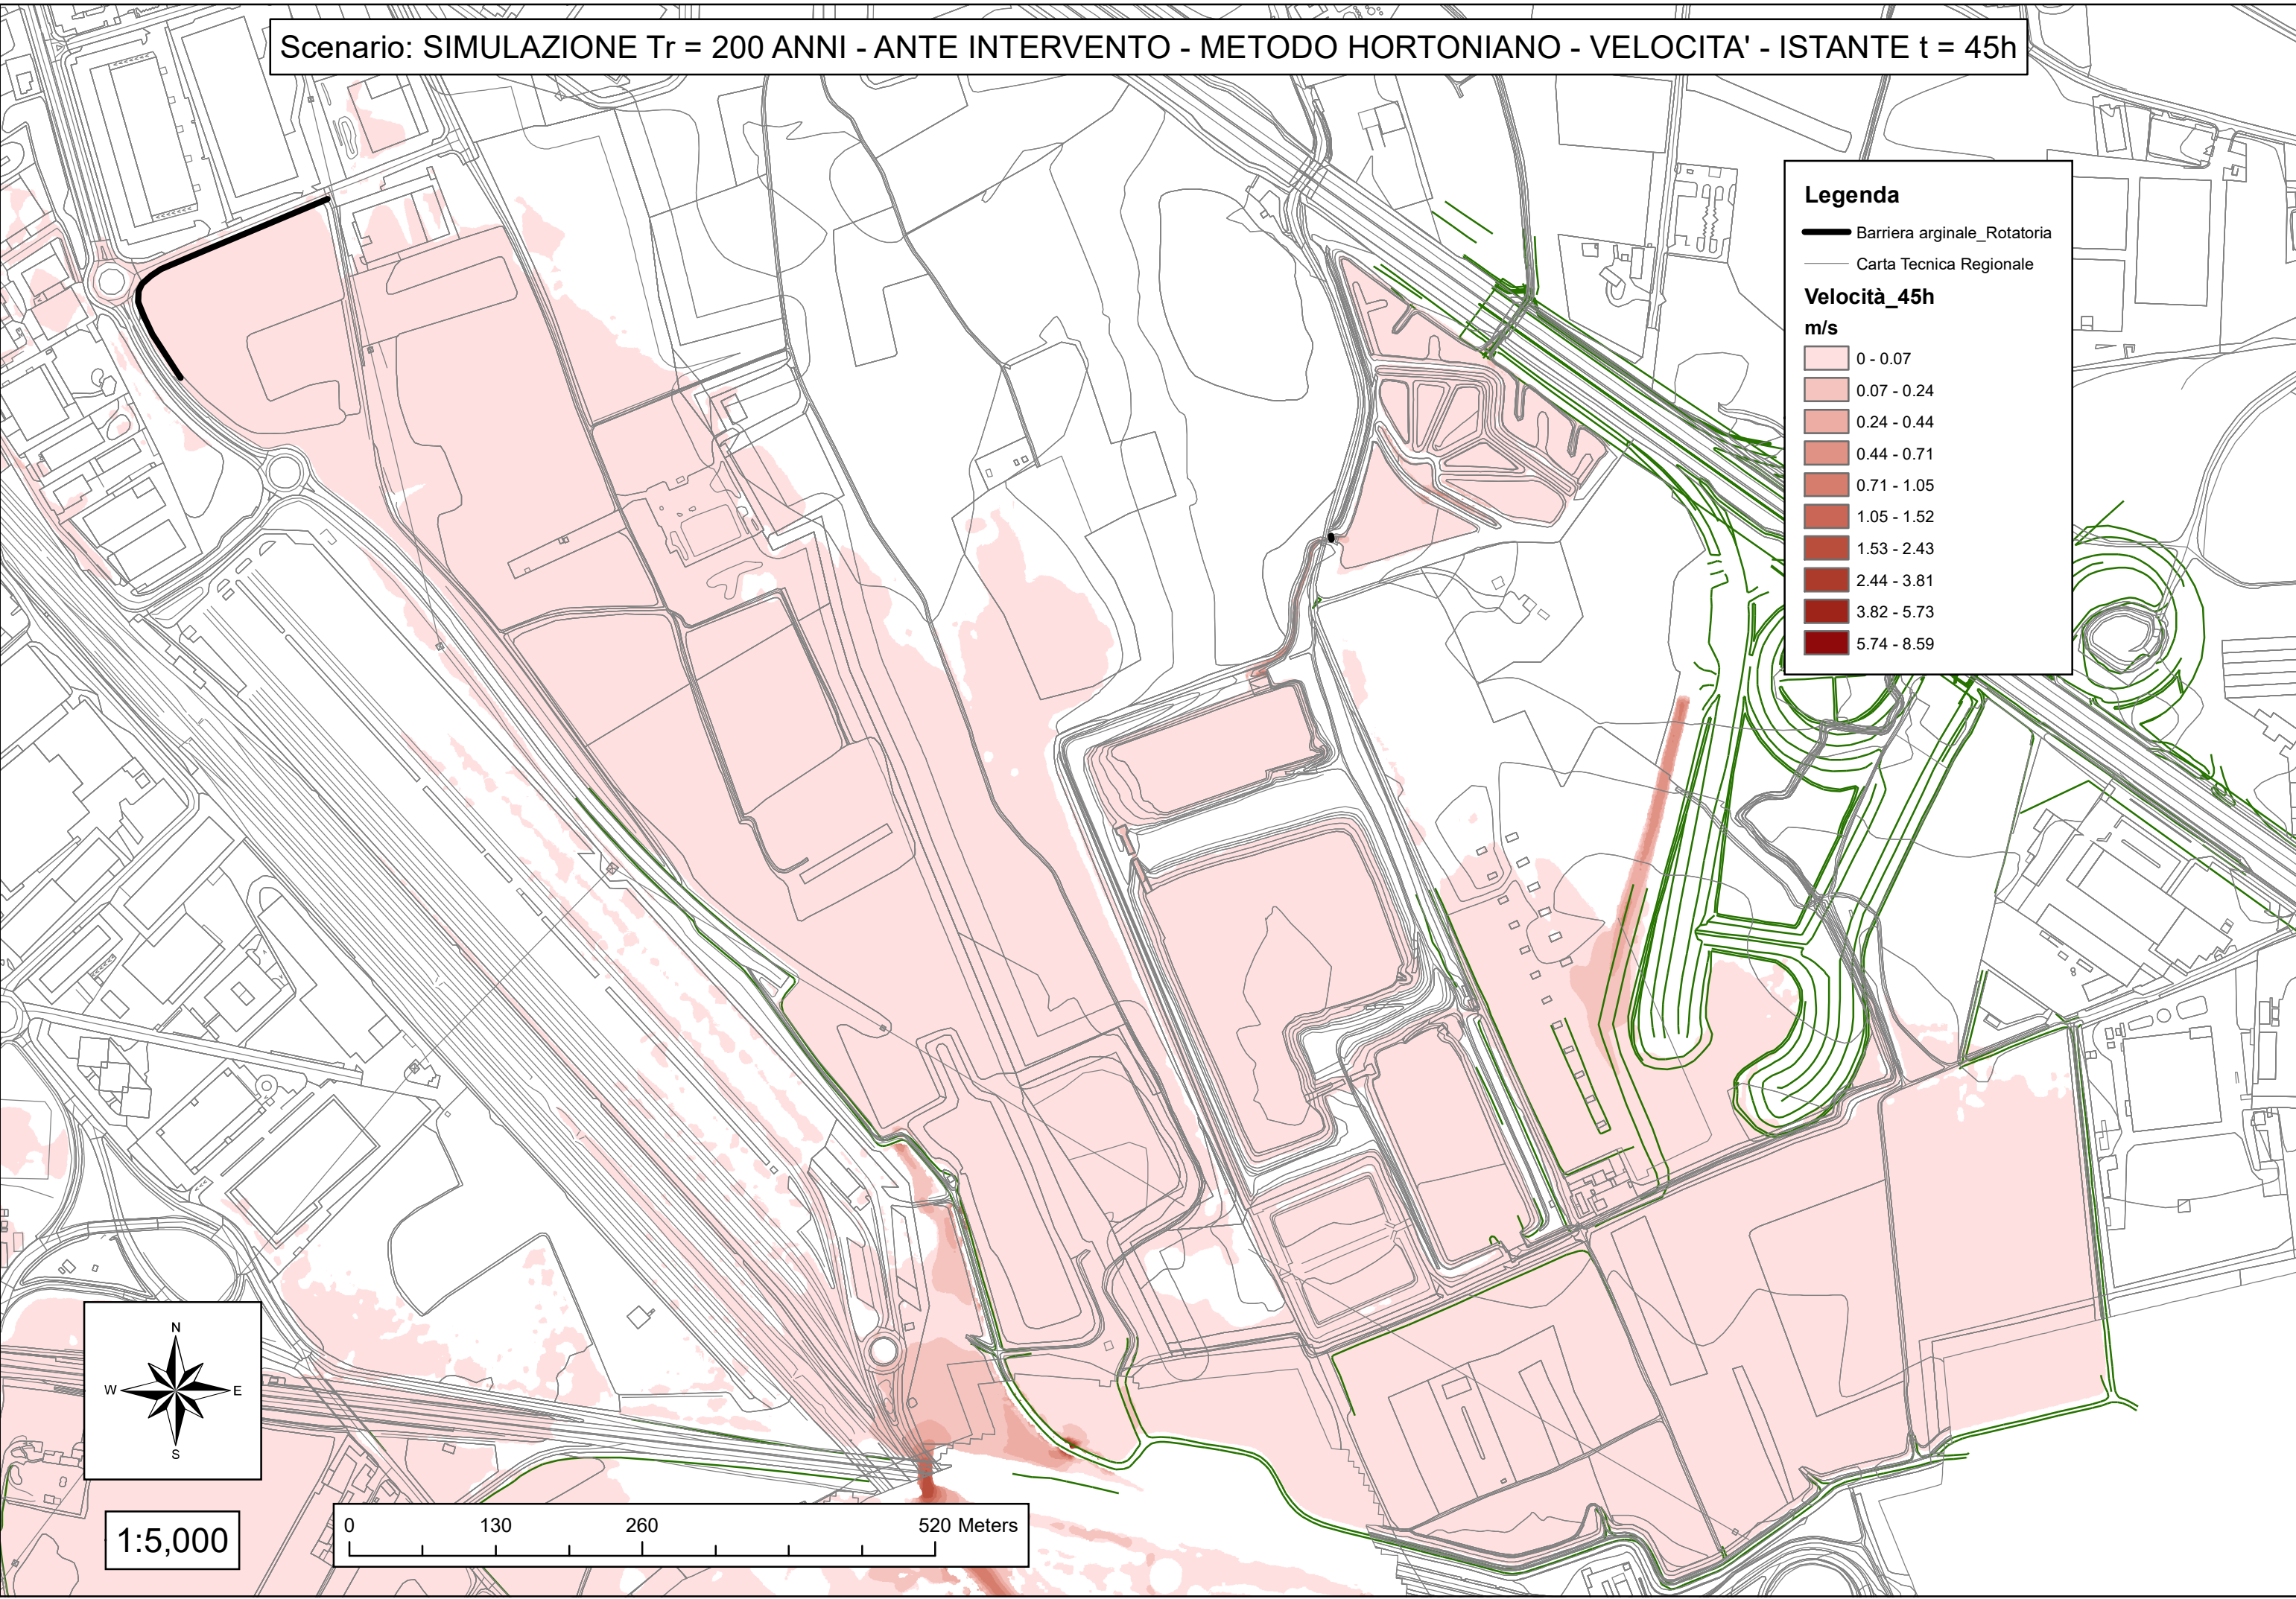 Scenario: SIMULAZIONE Tr = 200 ANNI - ANTE INTERVENTO - METODO HORTONIANO - VELOCITA' - ISTANTE t = 45h
Legenda
Barriera arginale_Rotatoria
Carta Tecnica Regionale
Velocità_45h
m/s
0 - 0.07
0.07 - 0.24
0.24 - 0.44
0.44 - 0.71
0.71 - 1.05
1.05 - 1.52
1.53 - 2.43
2.44 - 3.81
3.82 - 5.73
5.74 - 8.59
N
W E
S
1:5,000
0 130 260 520 Meters